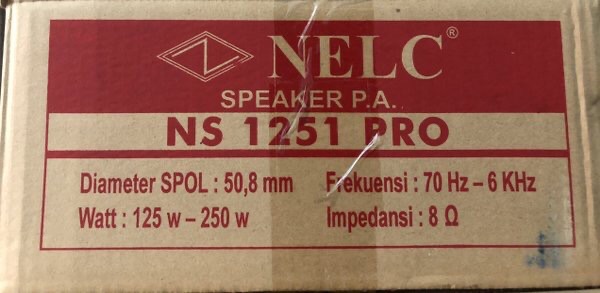 NELC®
SPEAKER P.A.
NS 1251 PRO
Diameter SPOL : 50,8 mm Frekuensi : 70 Hz – 6 KHz
Watt : 125 w – 250 w Impedansi : 8 Ω